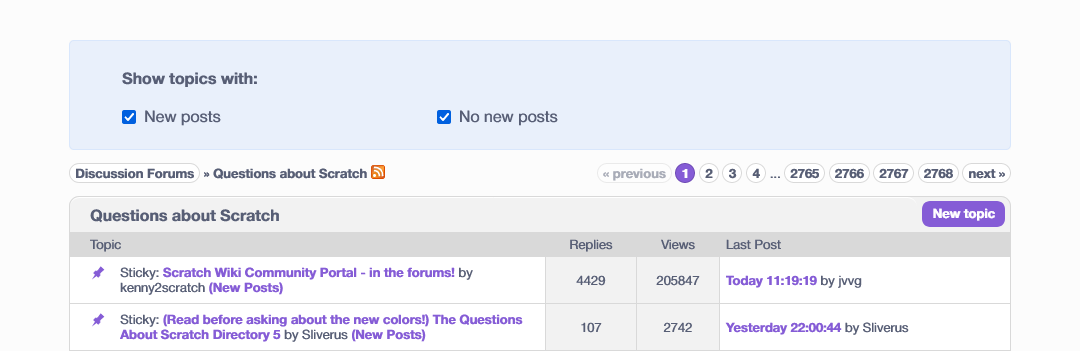 Show topics with:
New posts No new posts
Discussion Forums » Questions about Scratch « previous 1 2 3 4 ... 2765 2766 2767 2768 next »
Questions about Scratch New topic
Topic Replies Views Last Post
Sticky: Scratch Wiki Community Portal - in the forums! by
kenny2scratch (New Posts) 4429 205847 Today 11:19:19 by jvvg
Sticky: (Read before asking about the new colors!) The Questions
About Scratch Directory 5 by Sliverus (New Posts) 107 2742 Yesterday 22:00:44 by Sliverus